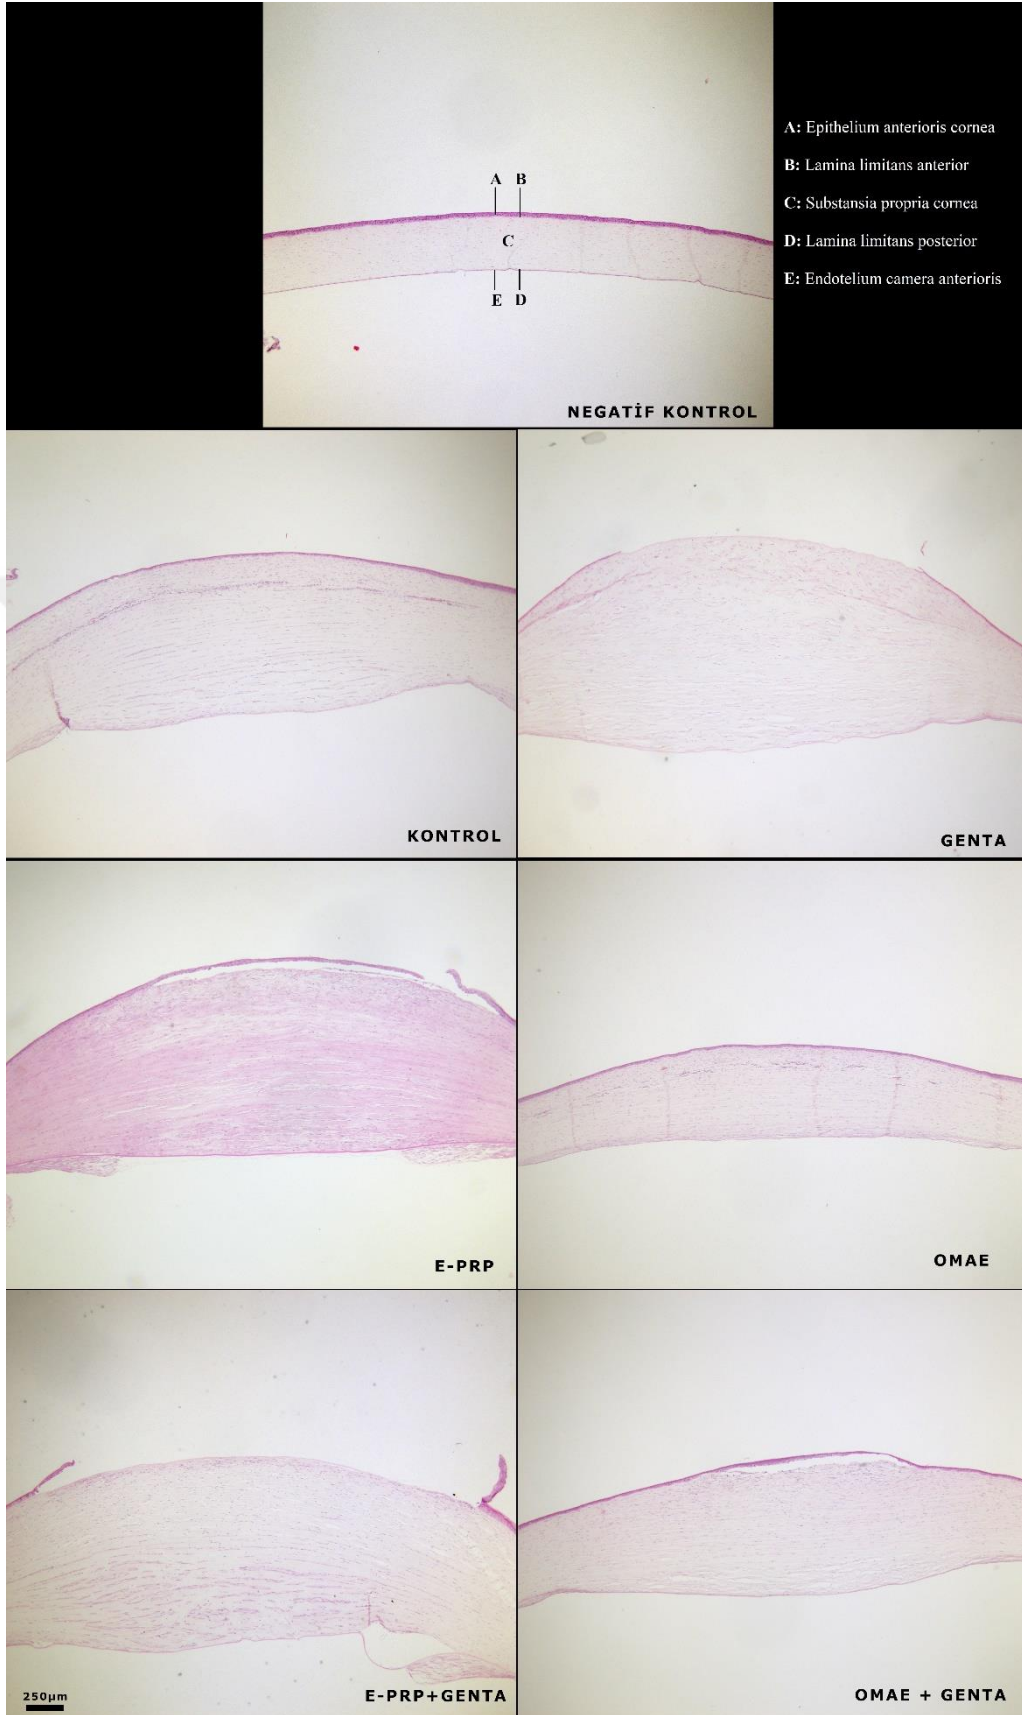 A B
C
E D
A: Epithelium anterioris cornea
B: Lamina limitans anterior
C: Substansia propria cornea
D: Lamina limitans posterior
E: Endotelium camera anterioris
NEGATİF KONTROL
KONTROL
GENTA
E-PRP
OMAE
250µm
E-PRP+GENTA
OMAE + GENTA